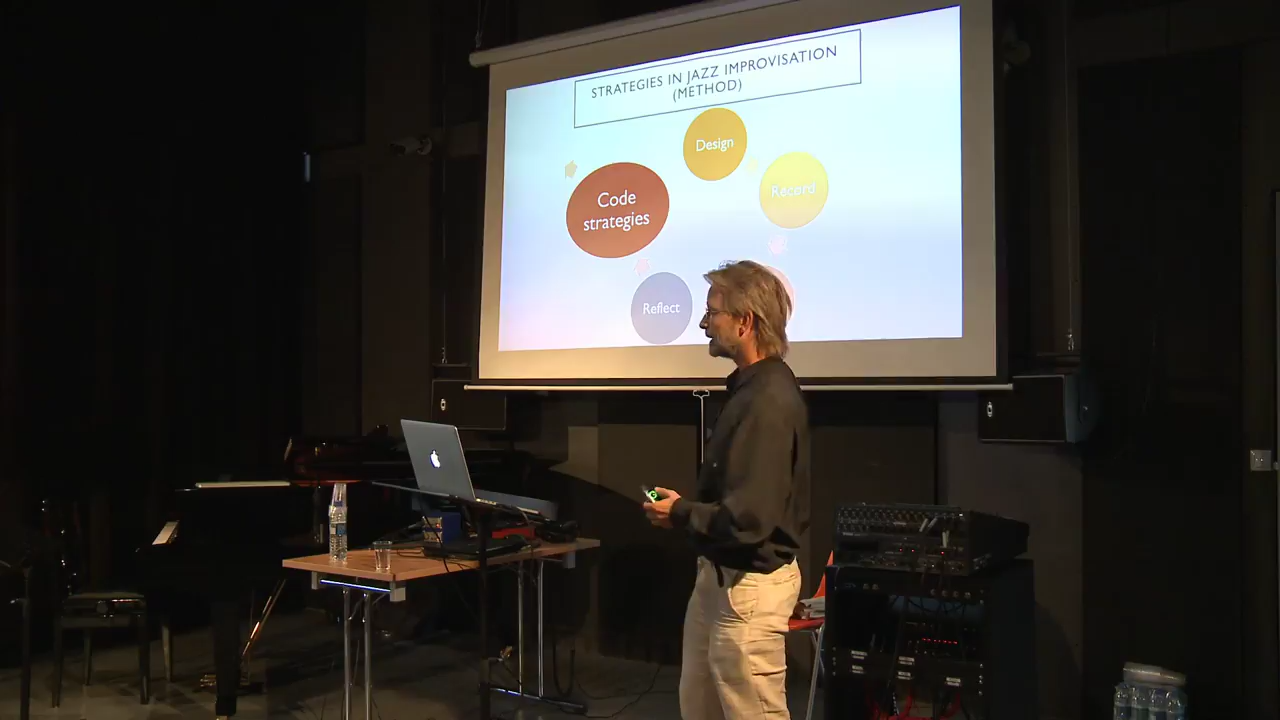 STRATEGIES IN JAZZ IMPROVISATION
(METHOD)
Design
Record
Code
strategies
Reflect